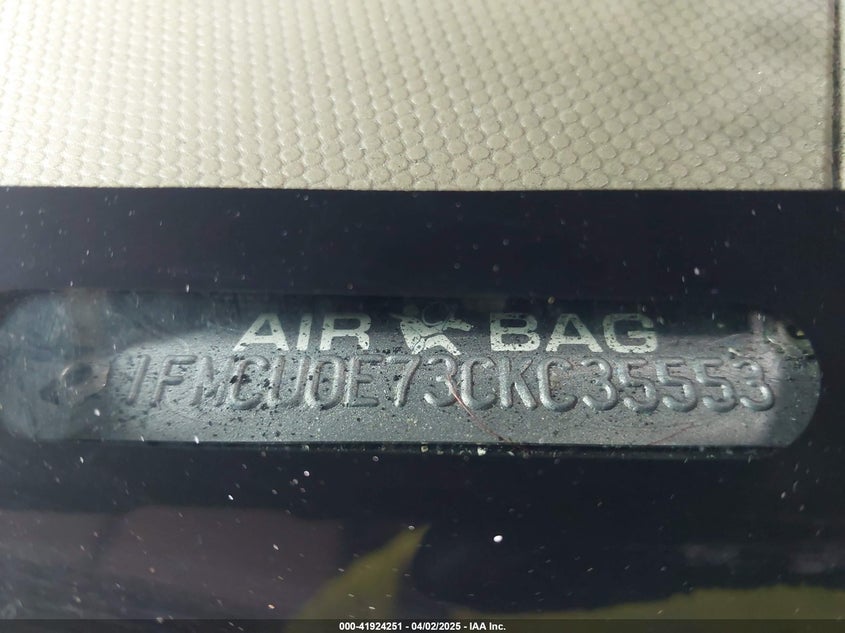 AIR BAG
1FMCU0E73CKC35553
000-41924251 - 04/02/2025 - IAA Inc.